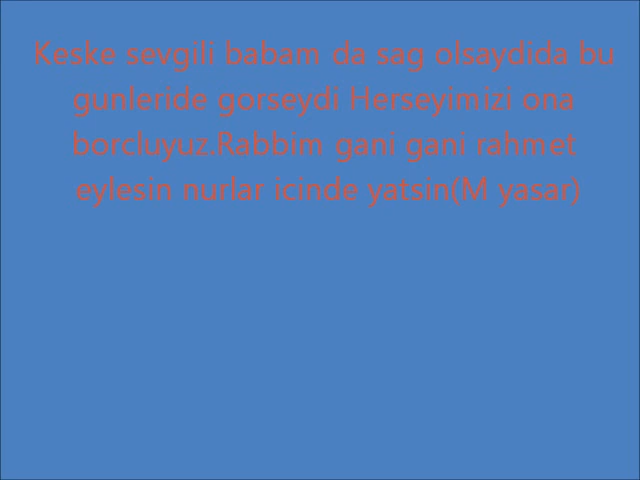 Keske sevgili babam da sag olsaydida bu
gunleride gorseydi Herseyimizi ona
borcluyuz.Rabbim gani gani rahmet
eylesin nurlar icinde yatsin(M yasar)